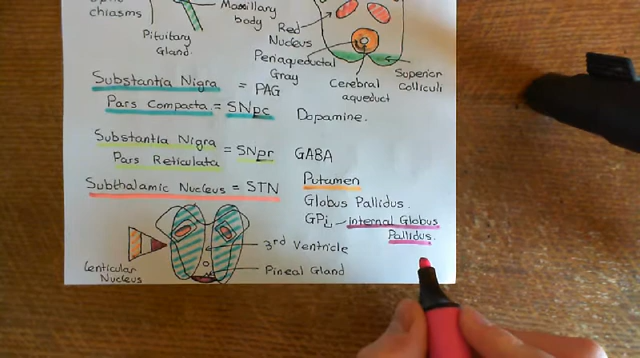 chiasms
Maxillary
body
Pituitary
Gland.
Red
Nucleus
Periaqueductal
Gray
= PAG
Cerebral
aqueduct
Superior
Colliculi
Substantia Nigra
Pars Compacta = SNpc
Dopamine.
Substantia Nigra
Pars Reticulata = SNpr
GABA
Subthalamic Nucleus = STN
Putamen
Globus Pallidus.
GPi - Internal Globus
Pallidus.
3rd Ventricle
Pineal Gland
Lenticular
Nucleus